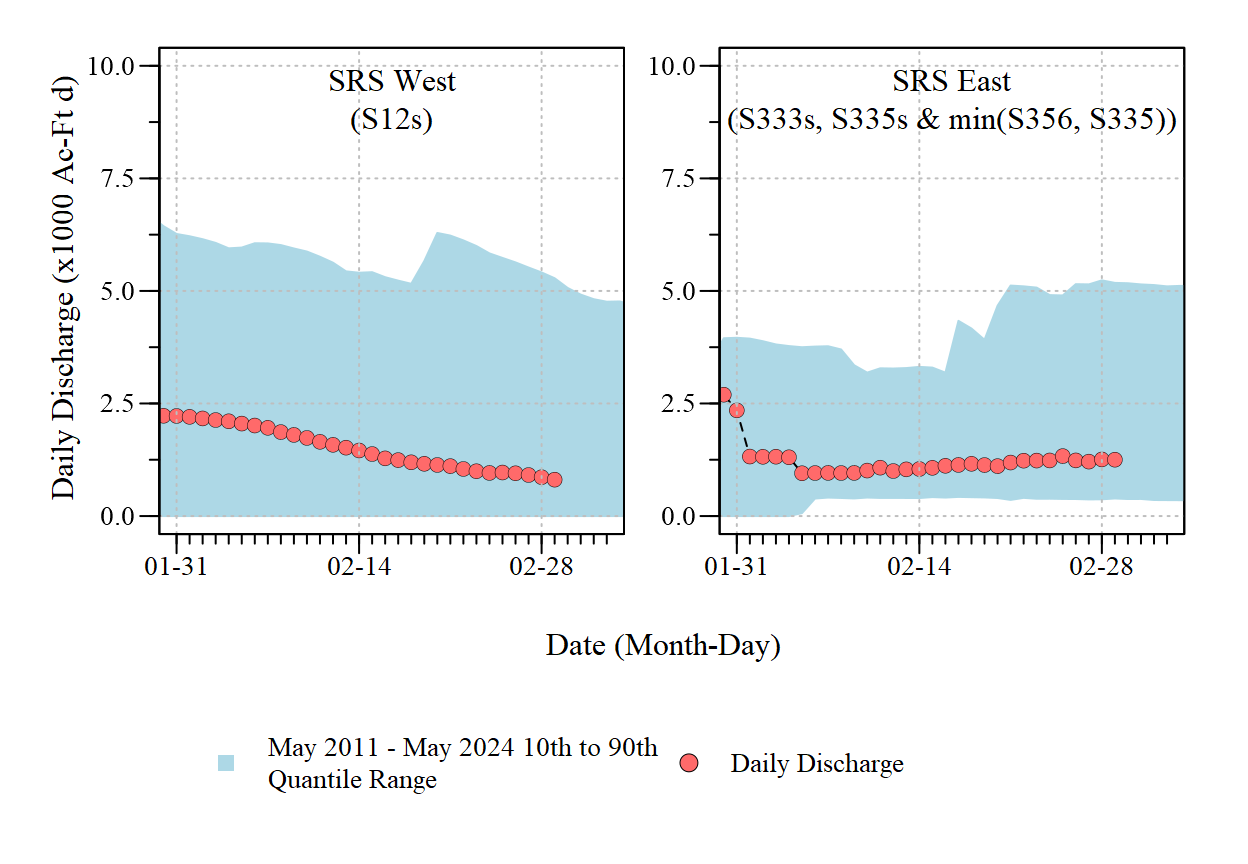 SRS West
(S12s)
10.0
7.5
5.0
2.5
0.0
01-31
02-14
02-28
Daily Discharge (x1000 Ac-Ft d)
SRS East
(S333s, S335s & min(S356, S335))
10.0
7.5
5.0
2.5
0.0
01-31
02-14
02-28
Date (Month-Day)
May 2011 - May 2024 10th to 90th
Quantile Range
Daily Discharge